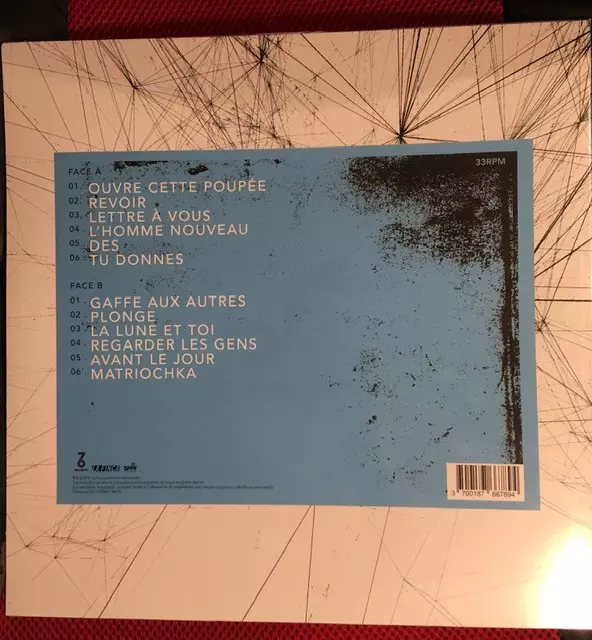 33RPM
FACE A
01. OUVRE CETTE POUPÉE
02. REVOIR
03. LETTRE À VOUS
04 L'HOMME NOUVEAU
05 DES
06 TU DONNES
FACE B
01 GAFFE AUX AUTRES
02 PLONGE
03 LA LUNE ET TOI
04 REGARDER LES GENS
05 AVANT LE JOUR
06 MATRIOCHKA
3 700187 667894